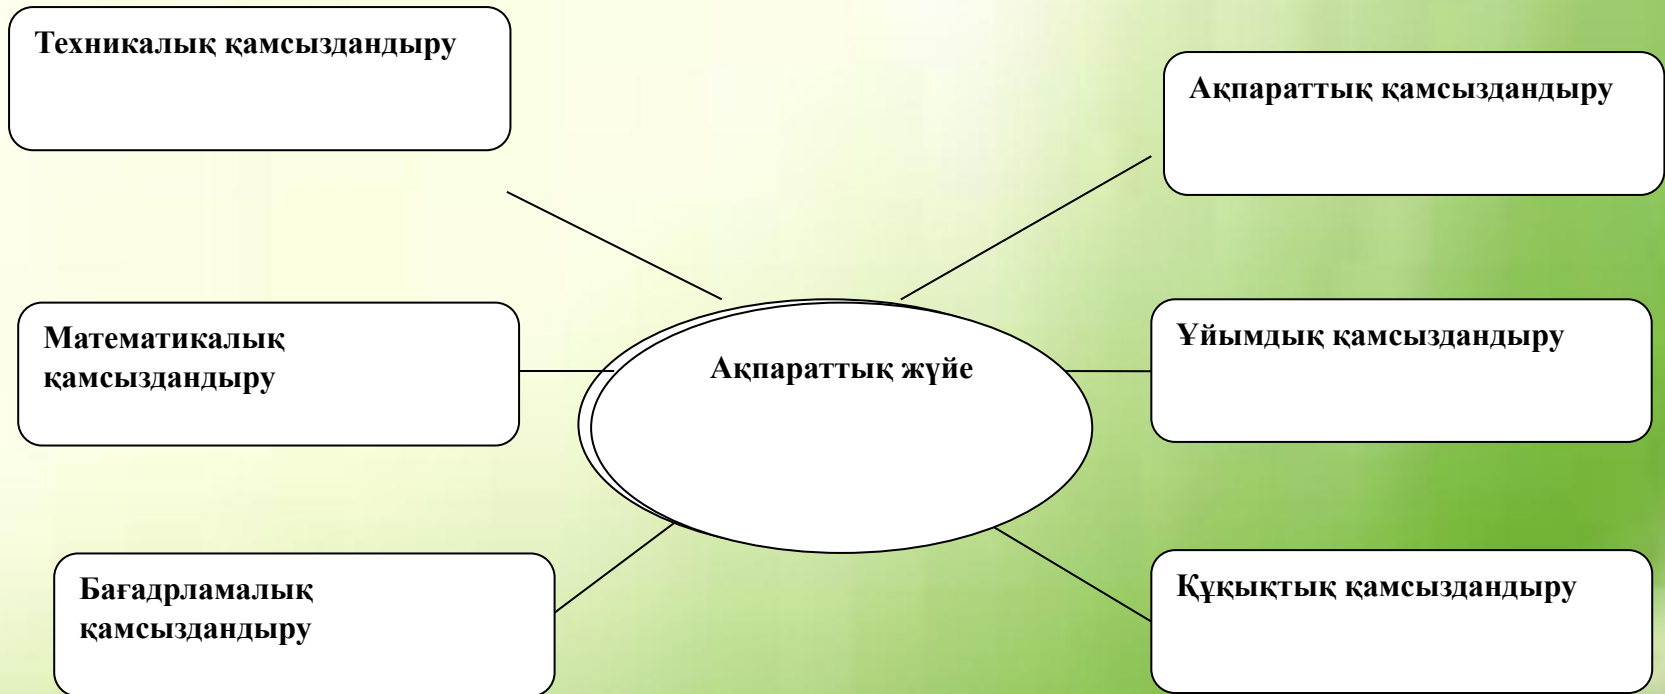 Техникалық қамсыздандыру
Ақпараттық қамсыздандыру
Математикалық
қамсыздандыру
Ақпараттық жүйе
Ұйымдық қамсыздандыру
Бағадрламалық
қамсыздандыру
Құқықтық қамсыздандыру